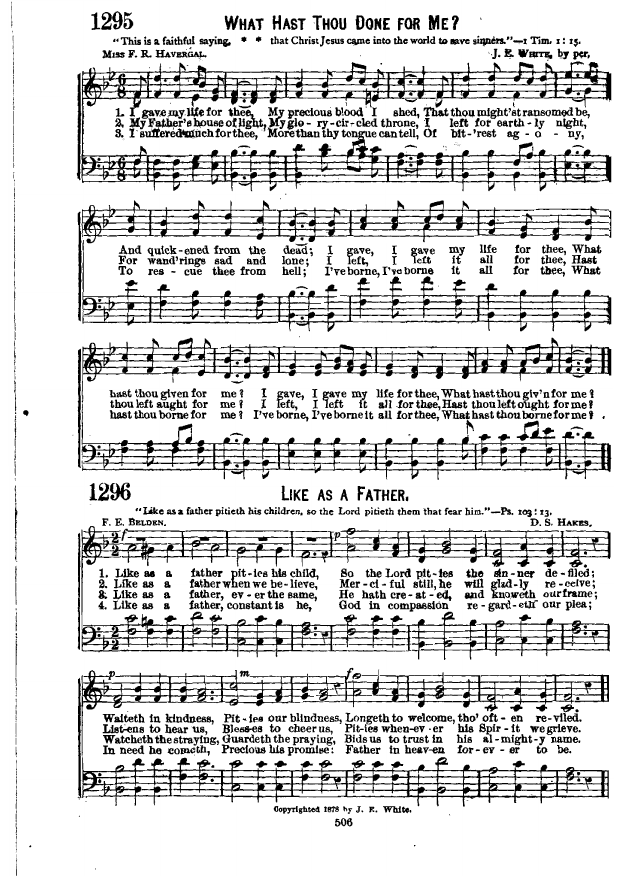 1295 WHAT HAST THOU DONE FOR ME?
"This is a faithful saying, * * that Christ Jesus came into the world to save sinners."—1 Tim. 1:15.
MISS F. R. HAVERGAL. J. E. WHITE, by per,
1. I gave my life for thee, My precious blood I shed, That thou might'st ransomed be,
2. My Father's house of light, My glo-ry-cir-cled throne, I left for earth-ly night,
3. I suffered much for thee, More than thy tongue can tell, Of bit-'rest ag-o-ny,
And quick-ened from the dead; I gave, I gave my life for thee, What
For wand'rings sad and lone; I left, I left it all for thee, Hast
To res-cue thee from hell; I've borne, I've borne it all for thee, What
hast thou given for me? I gave, I gave my life for thee, What hast thou giv'n for me?
thou left aught for me? I left, I left it all for thee, Hast thou left ought for me?
hast thou borne for me? I've borne, I've borne it all for thee, What hast thou borne for me?
1296 LIKE AS A FATHER.
"Like as a father pitieth his children, so the Lord pitieth them that fear him."—Ps. 103:13.
F. E. BELDEN. D. S. HAKES.
f p f
1. Like as a father pit-ies his child, So the Lord pit-ies the sin-ner de-filed;
2. Like as a father when we be-lieve, Mer-ci-ful still, he will glad-ly re-ceive;
3. Like as a father, ev-er the same, He hath cre-at-ed, and knoweth our frame;
4. Like as a father, constant is he, God in compassion re-gard-eth our plea;
p m f
Waiteth in kindness, Pit-ies our blindness, Longeth to welcome, tho' oft-en re-viled.
List-ens to hear us, Bless-es to cheer us, Pit-ies when-ev-er his Spir-it we grieve.
Watcheth the straying, Guardeth the praying, Bids us to trust in his al-might-y name.
In need he cometh, Precious his promise: Father in heaven for-ev-er to be.
Copyrighted 1878 by J. E. White.
506